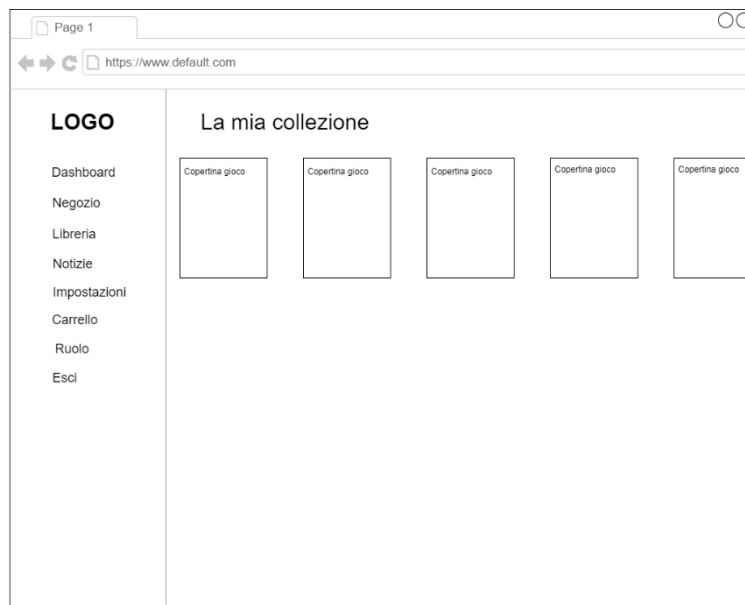 Page 1
https://www.default.com
LOGO
La mia collezione
Dashboard
Negozio
Libreria
Notizie
Impostazioni
Carrello
Ruolo
Esci
Copertina gioco
Copertina gioco
Copertina gioco
Copertina gioco
Copertina gioco